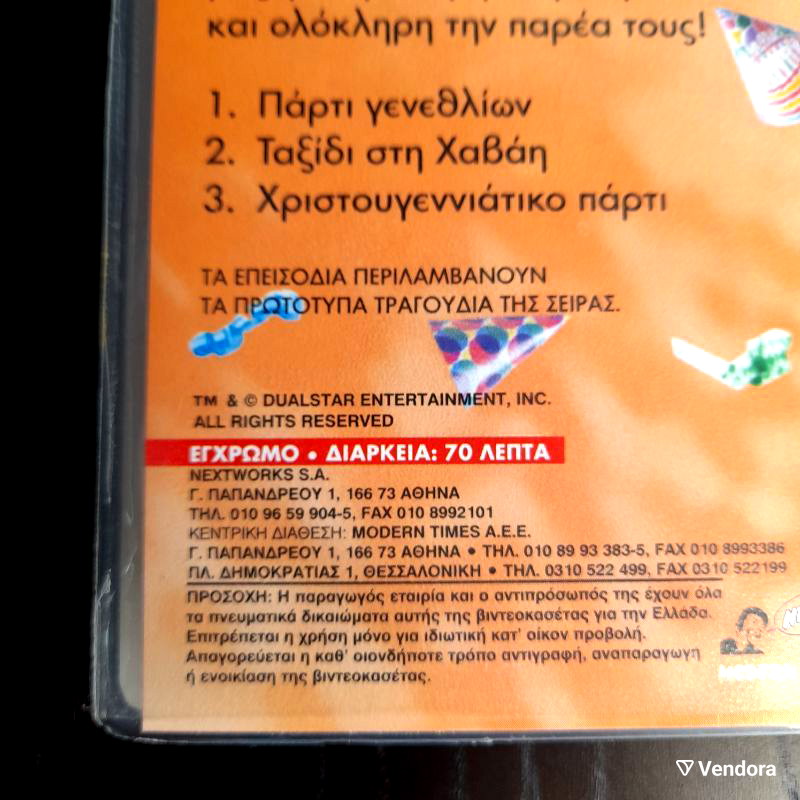 και ολόκληρη την παρέα τους!
1. Πάρτι γενεθλίων
2. Ταξίδι στη Χαβάη
3. Χριστουγεννιάτικο πάρτι
ΤΑ ΕΠΕΙΣΟΔΙΑ ΠΕΡΙΛΑΜΒΑΝΟΥΝ
ΤΑ ΠΡΩΤΟΤΥΠΑ ΤΡΑΓΟΥΔΙΑ ΤΗΣ ΣΕΙΡΑΣ.
TM & © DUALSTAR ENTERTAINMENT, INC.
ALL RIGHTS RESERVED
ΕΓΧΡΩΜΟ • ΔΙΑΡΚΕΙΑ: 70 ΛΕΠΤΑ
NEXTWORKS S.A.
Γ. ΠΑΠΑΝΔΡΕΟΥ 1, 166 73 ΑΘΗΝΑ
ΤΗΛ. 010 96 59 904-5, FAX 010 8992101
ΚΕΝΤΡΙΚΗ ΔΙΑΘΕΣΗ: MODERN TIMES A.E.E.
Γ. ΠΑΠΑΝΔΡΕΟΥ 1, 166 73 ΑΘΗΝΑ • ΤΗΛ. 010 89 93 383-5, FAX 010 8993386
ΠΛ. ΔΗΜΟΚΡΑΤΙΑΣ 1, ΘΕΣΣΑΛΟΝΙΚΗ • ΤΗΛ. 0310 522 499, FAX 0310 522199
ΠΡΟΣΟΧΗ: Η παραγωγός εταιρία και ο αντιπρόσωπός της έχουν όλα
τα πνευματικά δικαιώματα αυτής της βιντεοκασέτας για την Ελλάδα.
Επιτρέπεται η χρήση μόνο για ιδιωτική κατ' οίκον προβολή.
Απαγορεύεται η καθ' οιονδήποτε τρόπο αντιγραφή, αναπαραγωγή
ή ενοικίαση της βιντεοκασέτας.
Vendora